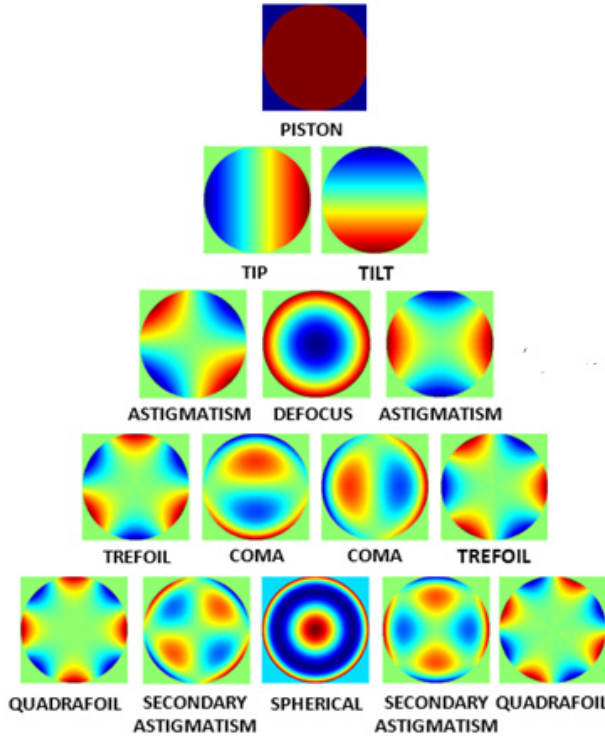 PISTON
TIP TILT
ASTIGMATISM DEFOCUS ASTIGMATISM
TREFOIL COMA COMA TREFOIL
QUADRAFOIL SECONDARY ASTIGMATISM SPHERICAL SECONDARY ASTIGMATISM QUADRAFOIL